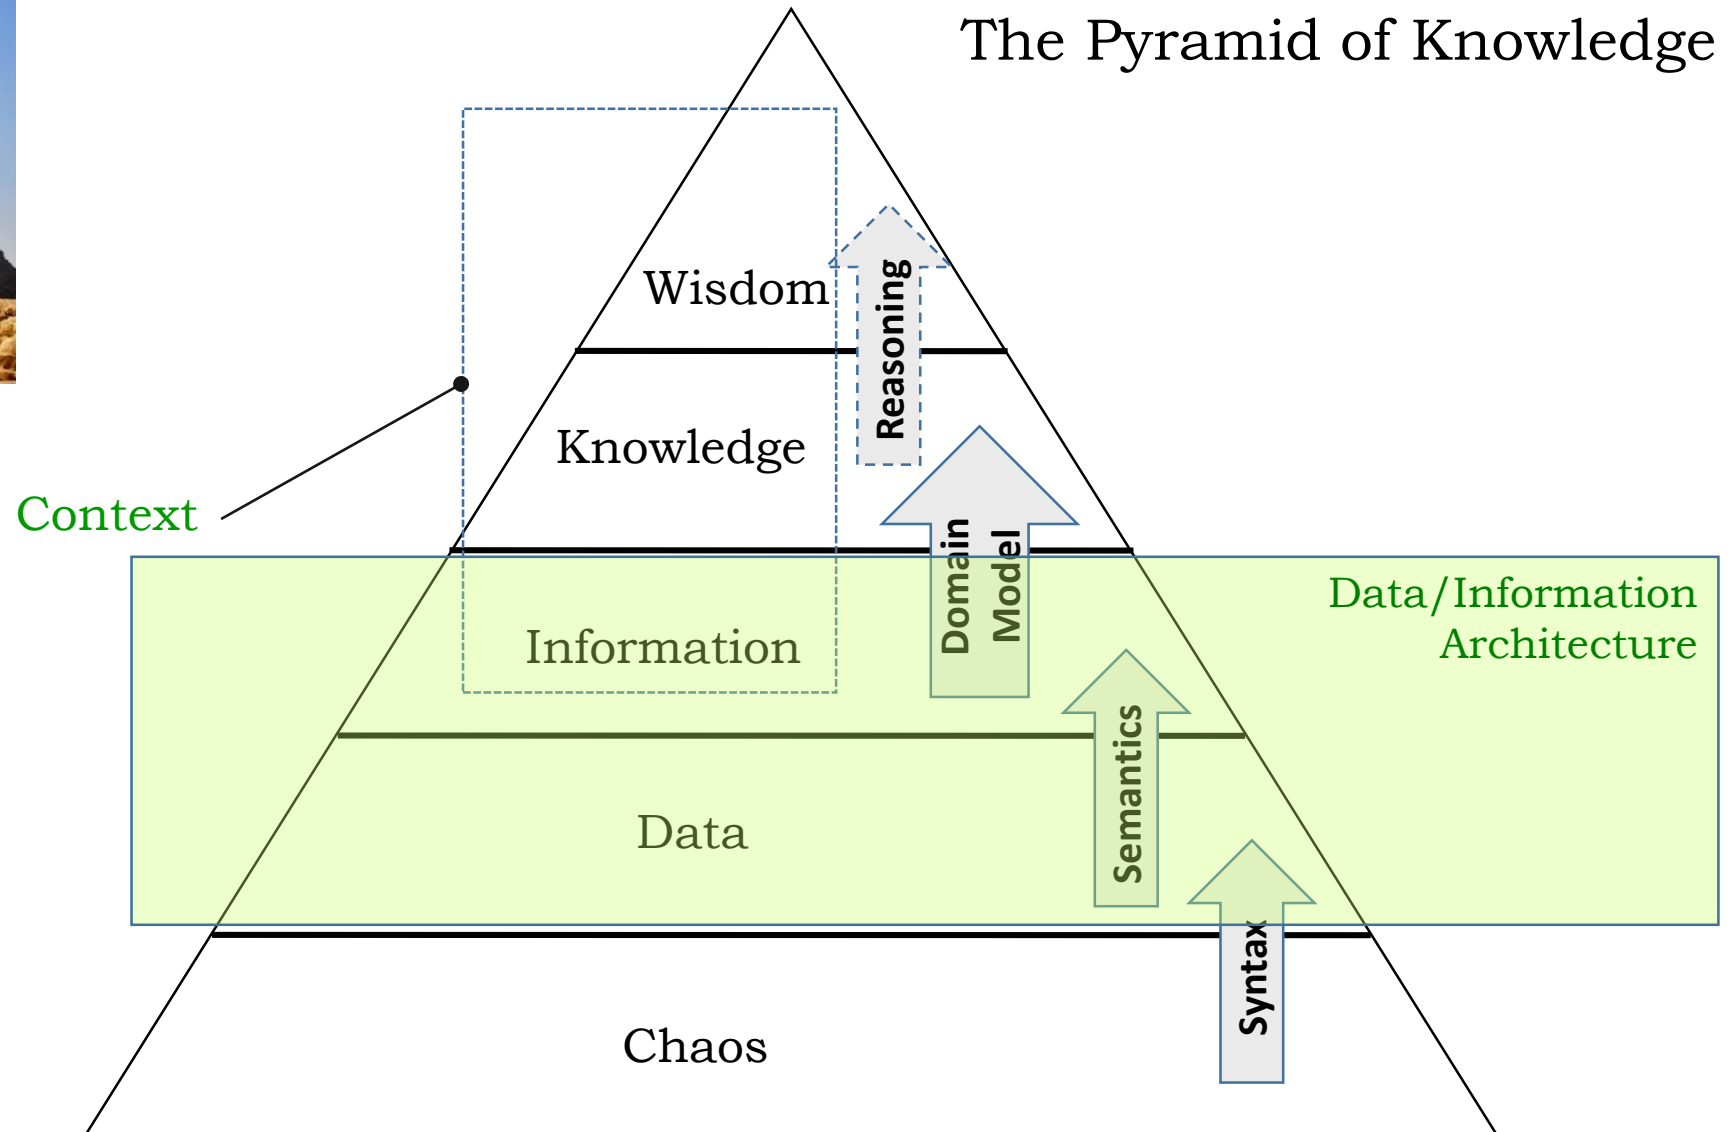 The Pyramid of Knowledge
Wisdom
Reasoning
Knowledge
Context
Domain
Model
Data/Information
Architecture
Information
Semantics
Data
Syntax
Chaos